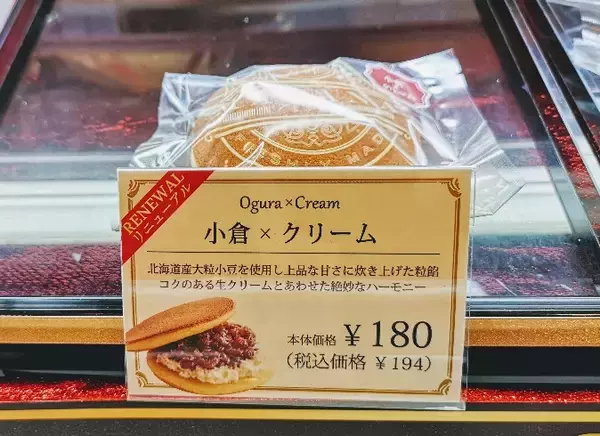 RENEWAL
リニューアル
Ogura×Cream
小倉 × クリーム
北海道産大粒小豆を使用し上品な甘さに炊き上げた粒餡
コクのある生クリームとあわせた絶妙なハーモニー
本体価格 ¥180
(税込価格 ¥194)